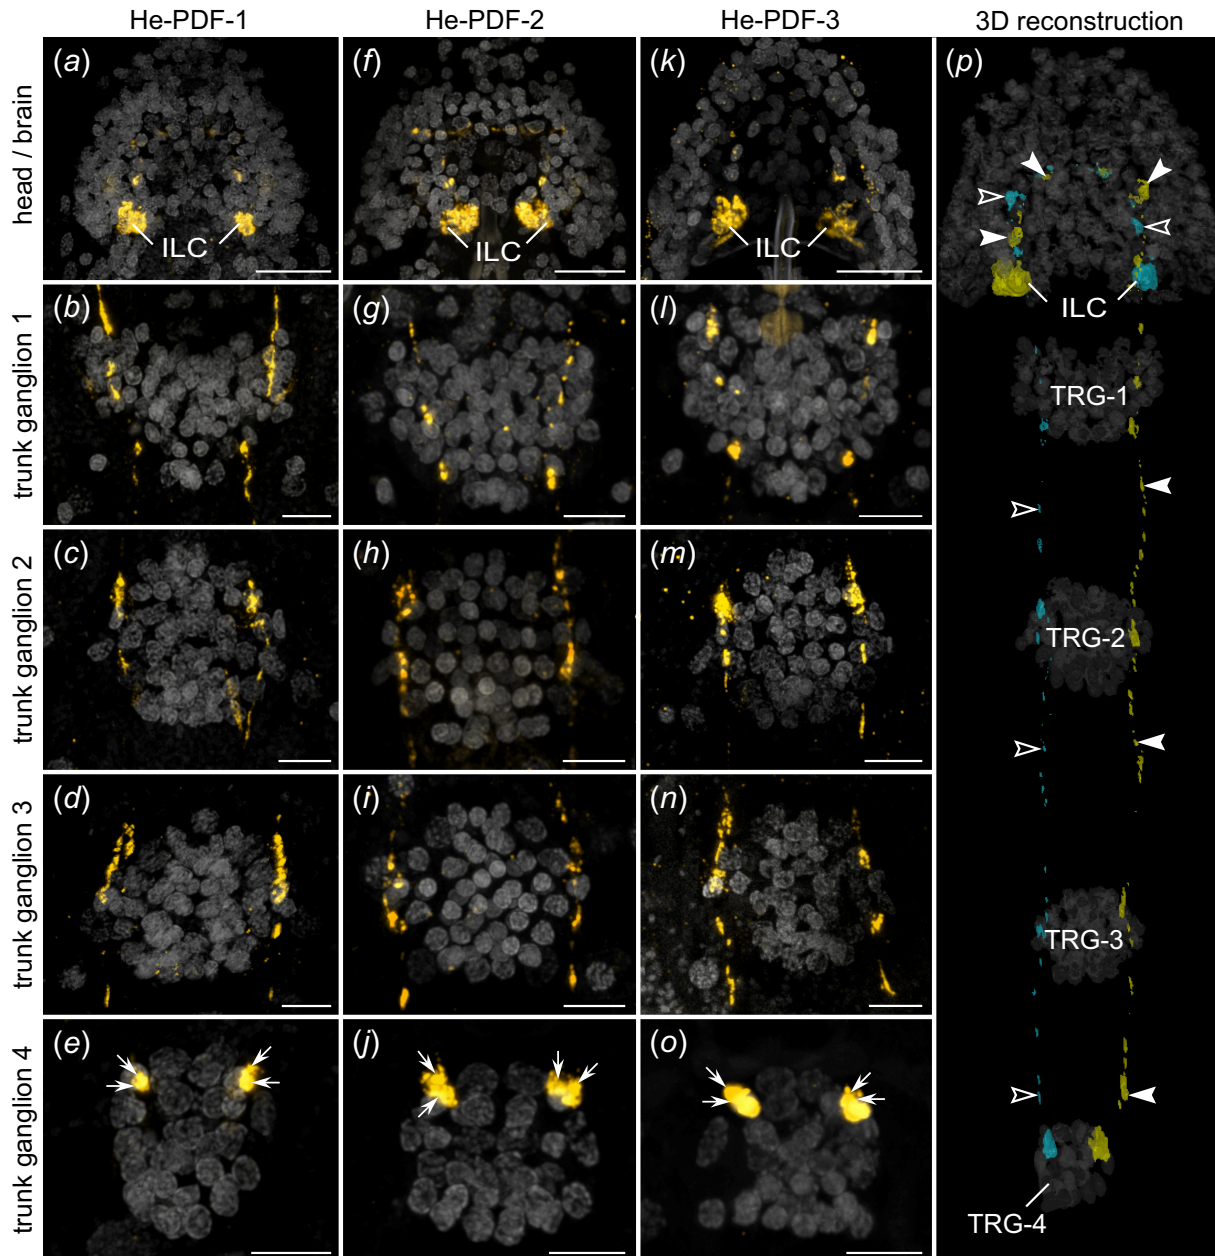 He-PDF-1 He-PDF-2 He-PDF-3 3D reconstruction
head / brain
(a) (f) (k) (p)
ILC ILC ILC ILC
trunk ganglion 1
(b) (g) (l)
TRG-1
trunk ganglion 2
(c) (h) (m)
TRG-2
trunk ganglion 3
(d) (i) (n)
TRG-3
trunk ganglion 4
(e) (j) (o)
TRG-4